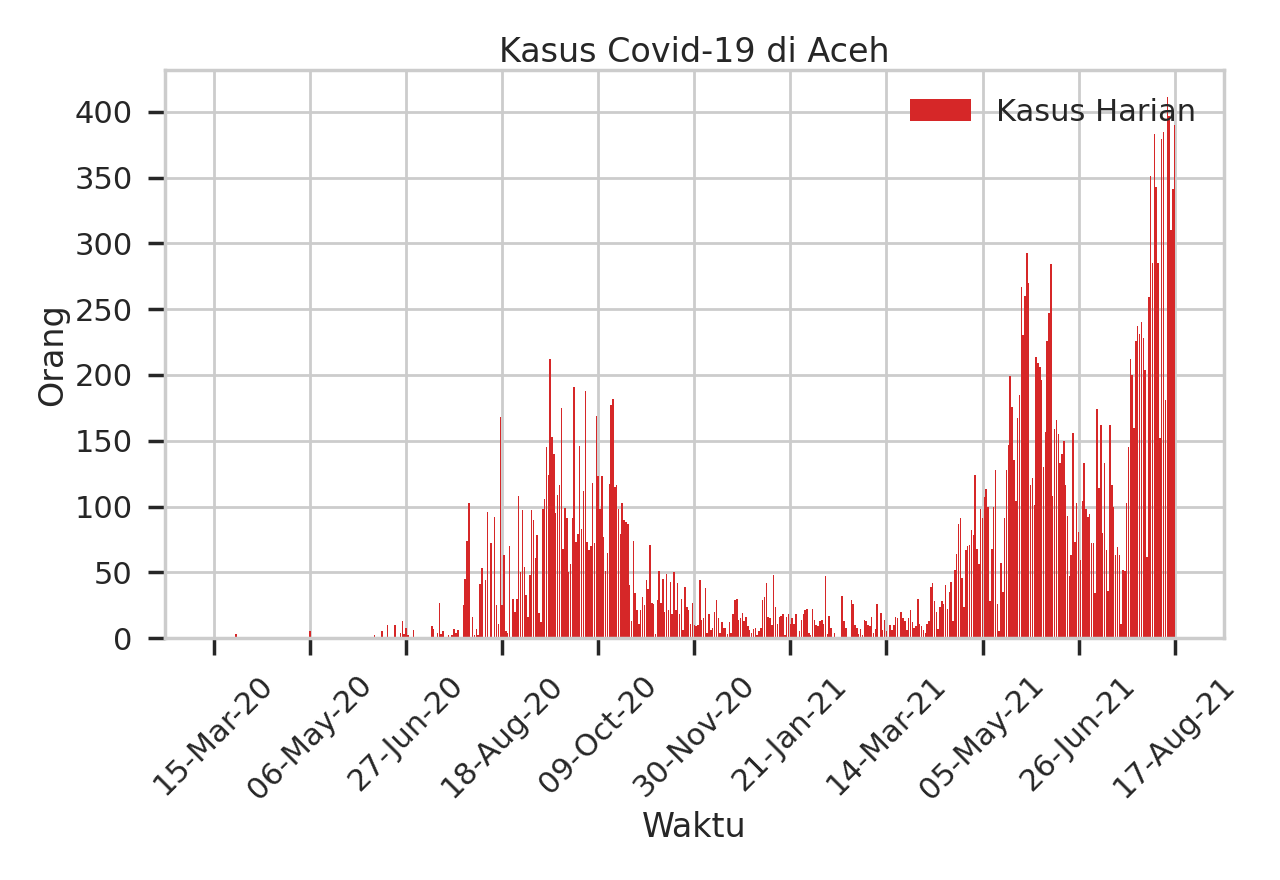 Kasus Covid-19 di Aceh
Kasus Harian
Orang
400
350
300
250
200
150
100
50
0
15-Mar-20
06-May-20
27-Jun-20
18-Aug-20
09-Oct-20
30-Nov-20
21-Jan-21
14-Mar-21
05-May-21
26-Jun-21
17-Aug-21
Waktu